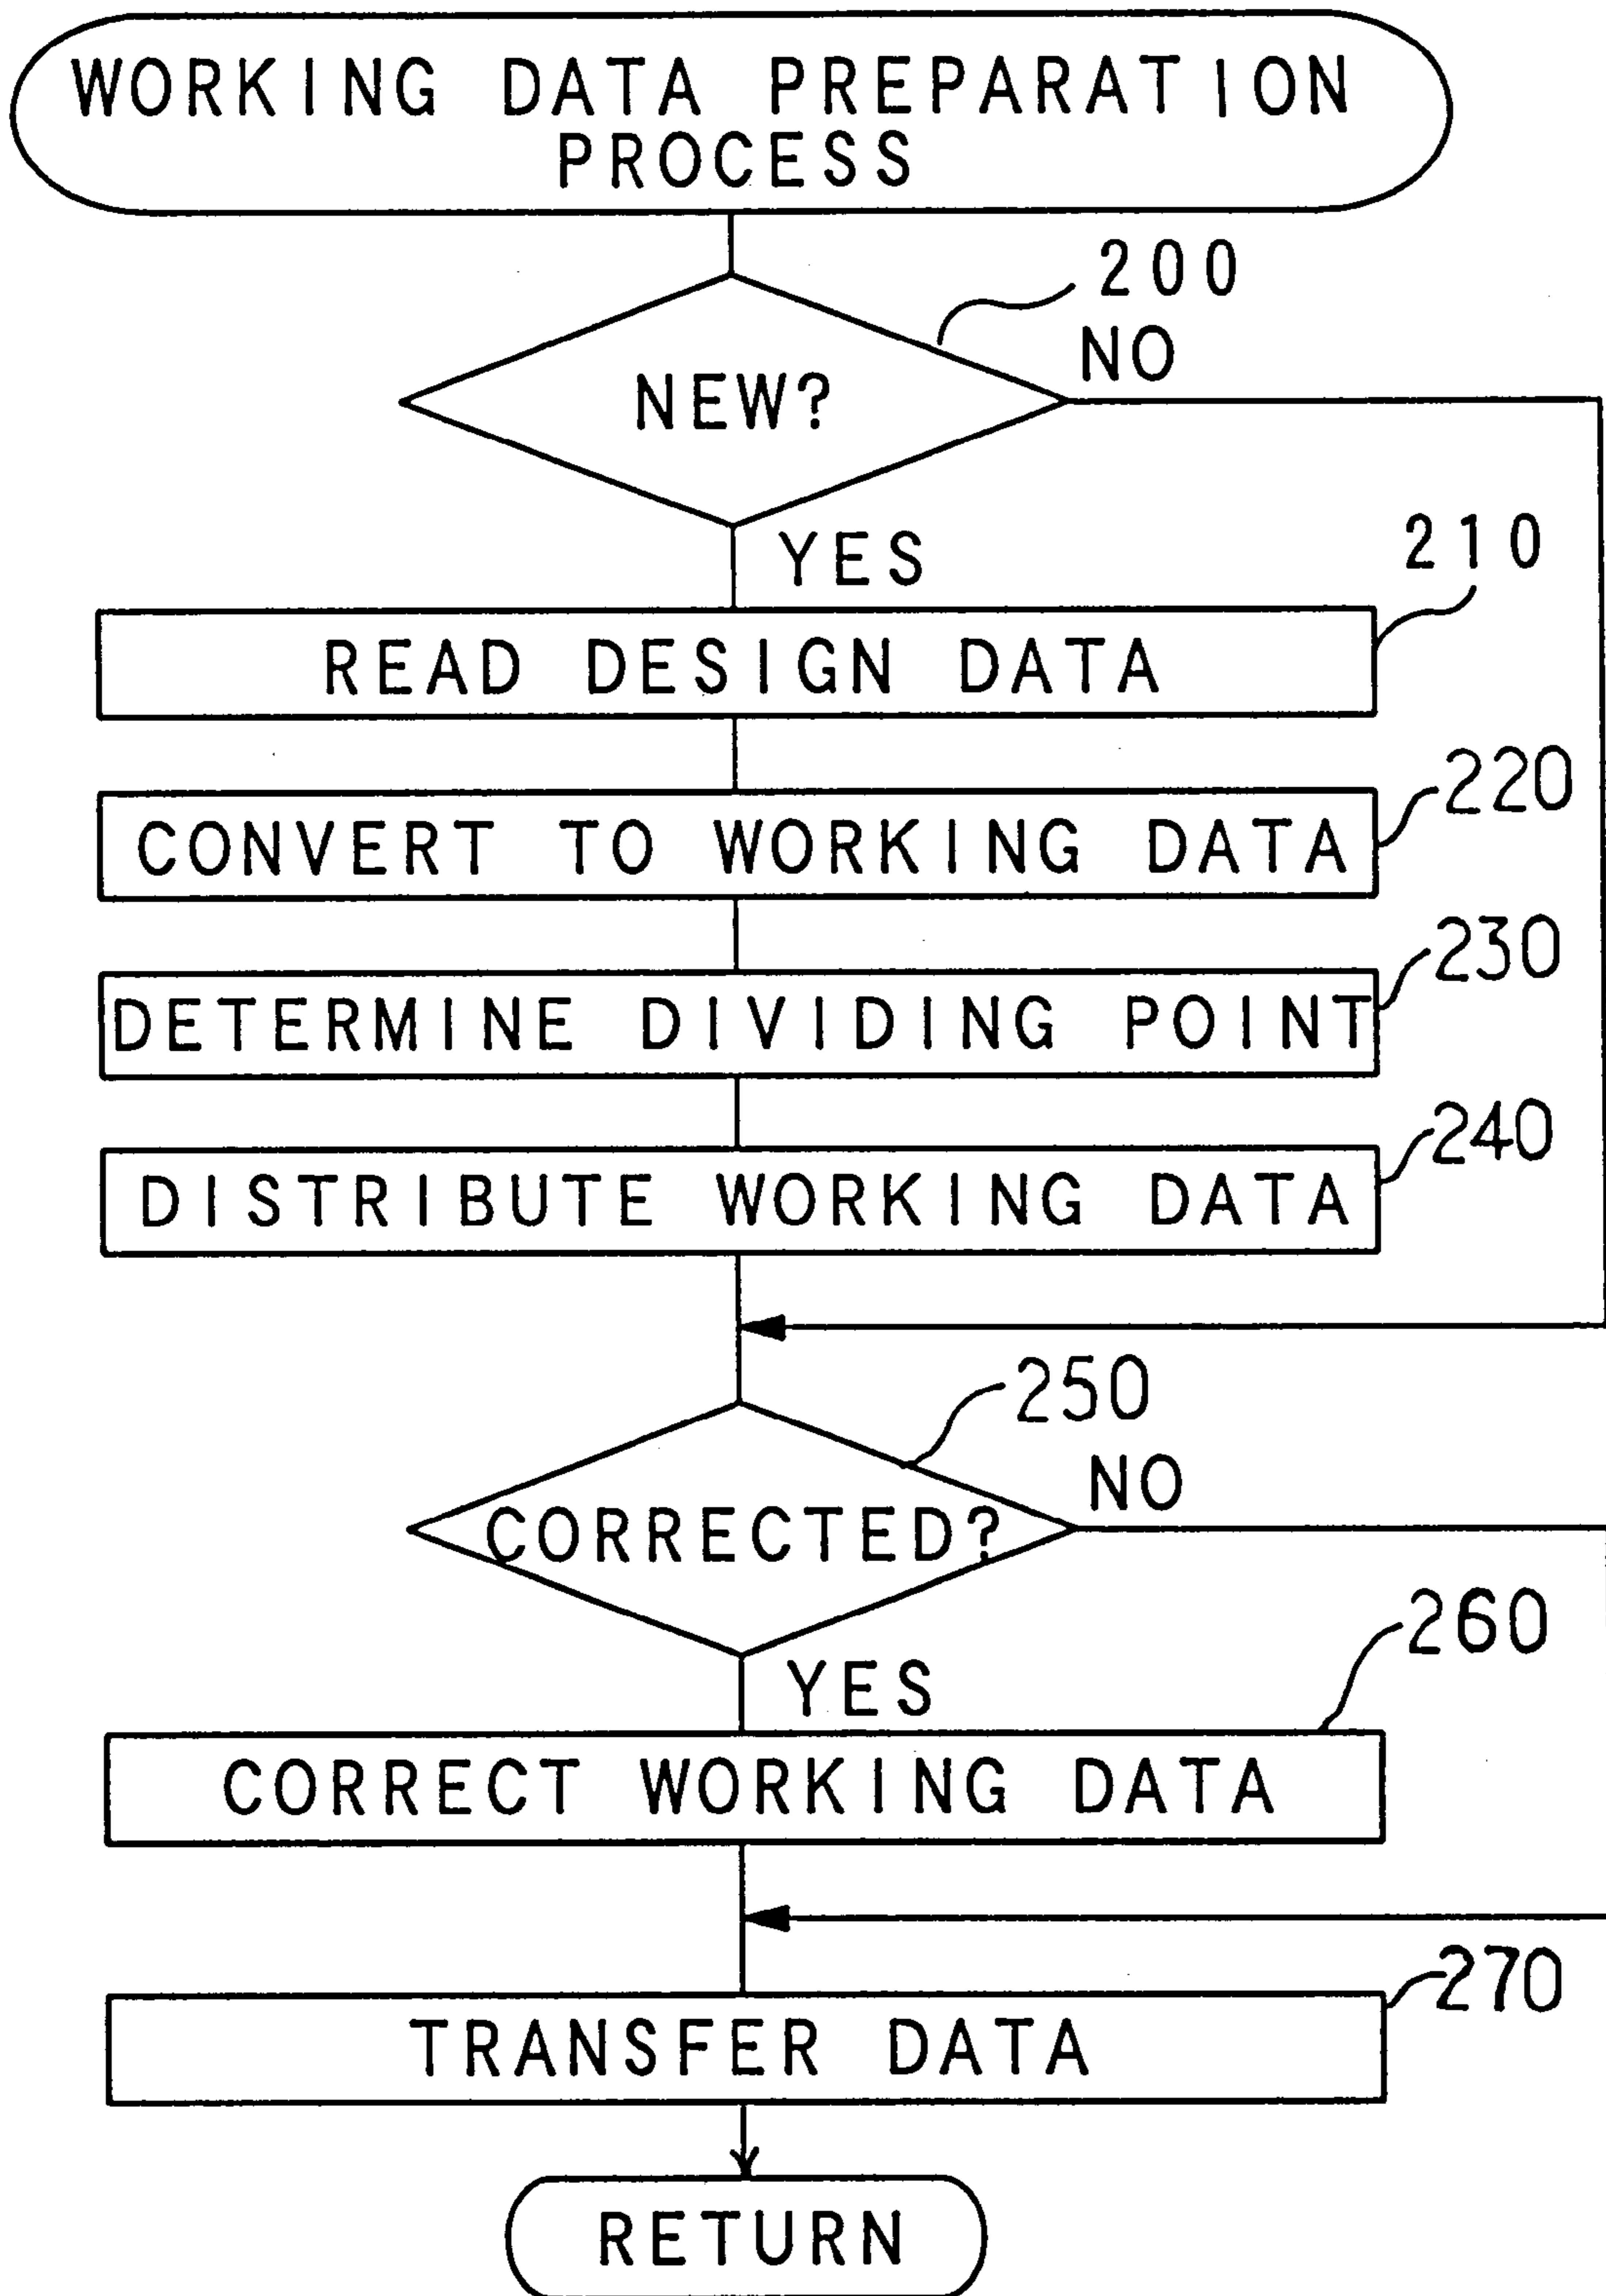 WORKING DATA PREPARATION
PROCESS
200
NO
NEW?
YES
210
READ DESIGN DATA
220
CONVERT TO WORKING DATA
230
DETERMINE DIVIDING POINT
240
DISTRIBUTE WORKING DATA
250
NO
CORRECTED?
260
YES
CORRECT WORKING DATA
270
TRANSFER DATA
RETURN